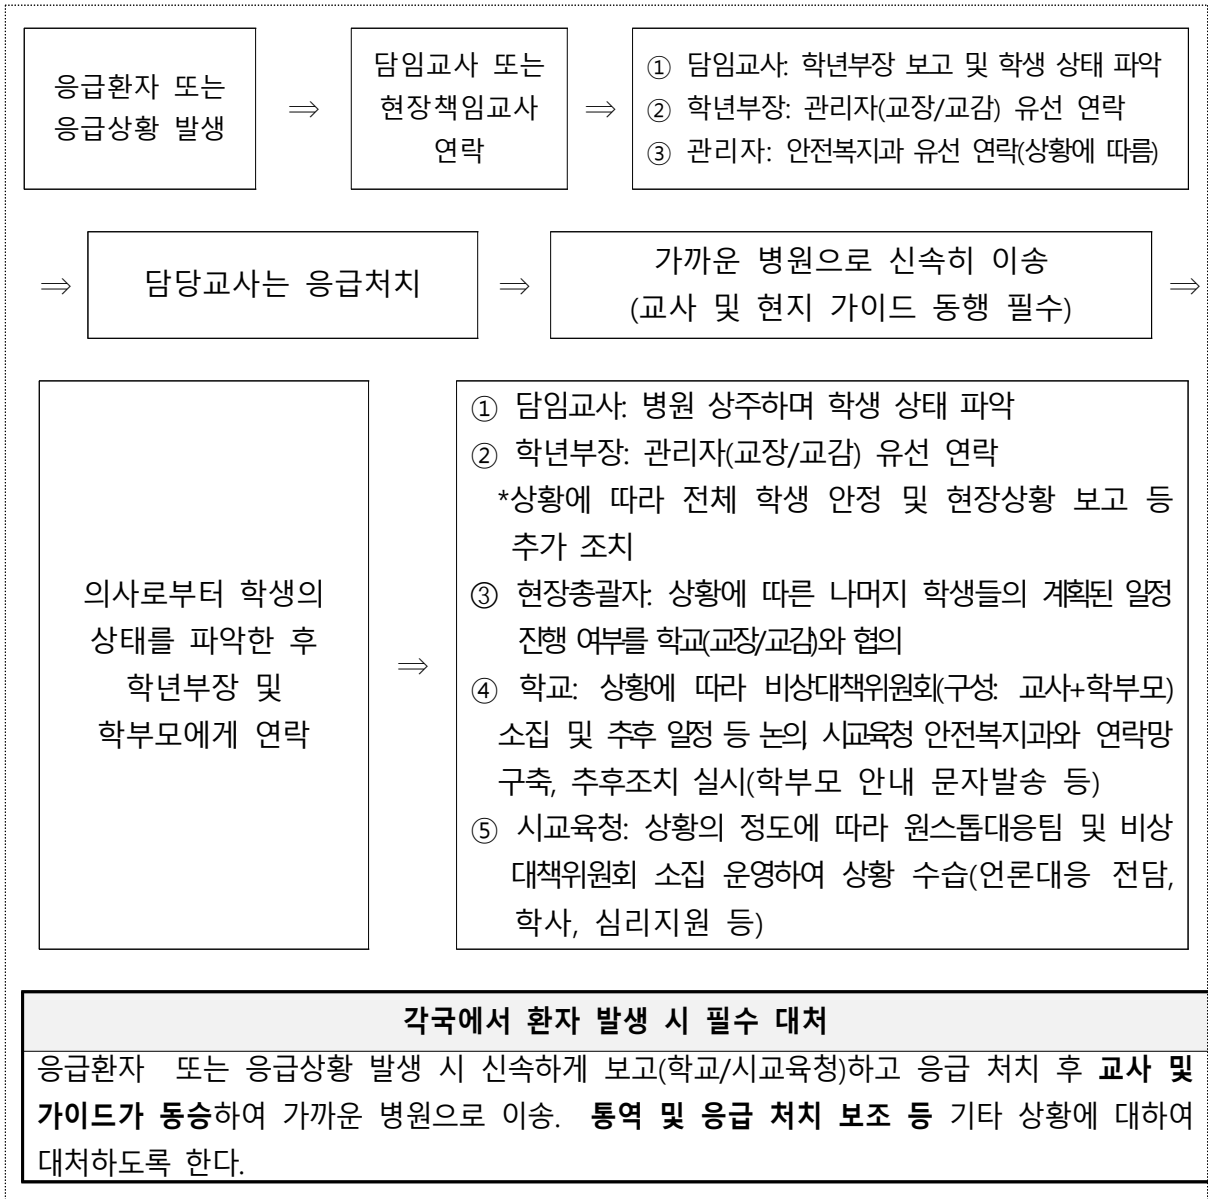 응급환자 또는
응급상황 발생
⇒
담임교사 또는
현장책임교사
연락
⇒
① 담임교사: 학년부장 보고 및 학생 상태 파악
② 학년부장: 관리자(교장/교감) 유선 연락
③ 관리자: 안전복지과 유선 연락(상황에 따름)
⇒
담당교사는 응급처치
⇒
가까운 병원으로 신속히 이송
(교사 및 현지 가이드 동행 필수)
⇒
의사로부터 학생의
상태를 파악한 후
학년부장 및
학부모에게 연락
⇒
① 담임교사: 병원 상주하며 학생 상태 파악
② 학년부장: 관리자(교장/교감) 유선 연락
*상황에 따라 전체 학생 안정 및 현장상황 보고 등
추가 조치
③ 현장총괄자: 상황에 따른 나머지 학생들의 계획된 일정
진행 여부를 학교(교장/교감)와 협의
④ 학교: 상황에 따라 비상대책위원회(구성: 교사+학부모)
소집 및 추후 일정 등 논의, 시교육청 안전복지과와 연락망
구축, 추후조치 실시(학부모 안내 문자발송 등)
⑤ 시교육청: 상황의 정도에 따라 원스톱대응팀 및 비상
대책위원회 소집 운영하여 상황 수습(언론대응 전담,
학사, 심리지원 등)
각국에서 환자 발생 시 필수 대처
응급환자 또는 응급상황 발생 시 신속하게 보고(학교/시교육청)하고 응급 처치 후 교사 및
가이드가 동승하여 가까운 병원으로 이송. 통역 및 응급 처치 보조 등 기타 상황에 대하여
대처하도록 한다.